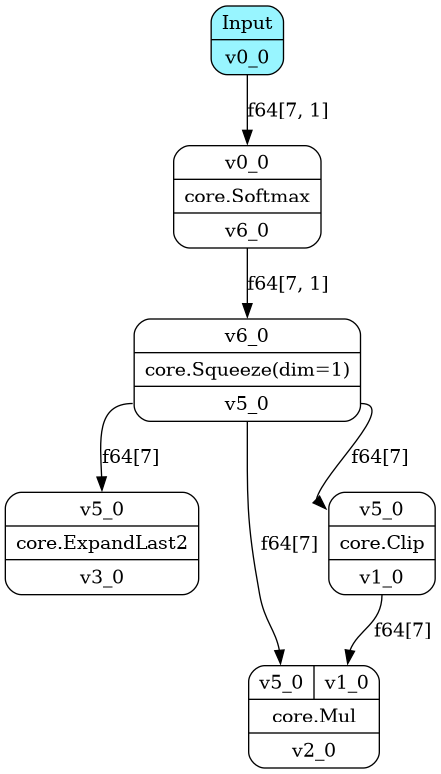 Input
v0_0
f64[7, 1]
v0_0
core.Softmax
v6_0
f64[7, 1]
v6_0
core.Squeeze(dim=1)
v5_0
f64[7]
f64[7]
v5_0
core.ExpandLast2
v3_0
v5_0
core.Clip
v1_0
f64[7]
f64[7]
v5_0 v1_0
core.Mul
v2_0